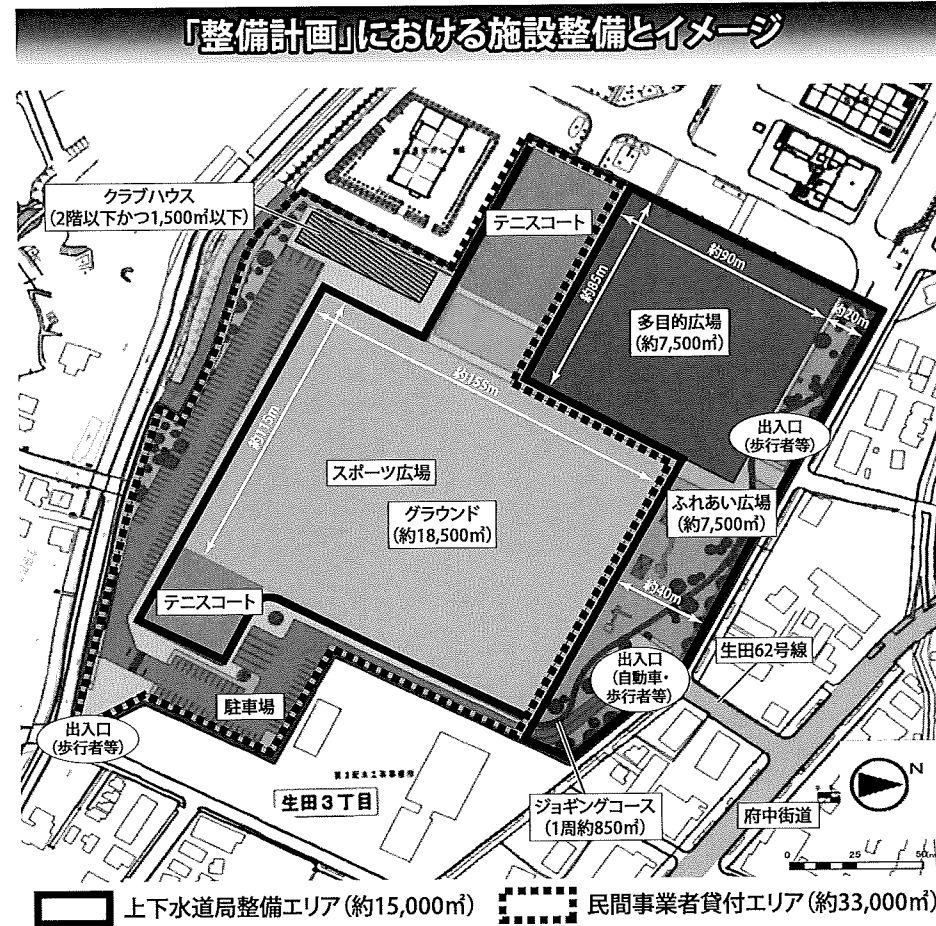 「整備計画」における施設整備とイメージ
クラブハウス
(2階以下かつ1,500㎡以下)
テニスコート
約90m
約85m
約20m
多目的広場
(約7,500㎡)
出入口
(歩行者等)
約155m
約115m
スポーツ広場
グラウンド
(約18,500㎡)
ふれあい広場
(約7,500㎡)
約40m
テニスコート
出入口
(自動車・
歩行者等)
生田62号線
駐車場
出入口
(歩行者等)
生田3丁目
ジョギングコース
(1周約850㎡)
府中街道
N
0 25 50m
上下水道局整備エリア(約15,000㎡)
民間事業者貸付エリア(約33,000㎡)